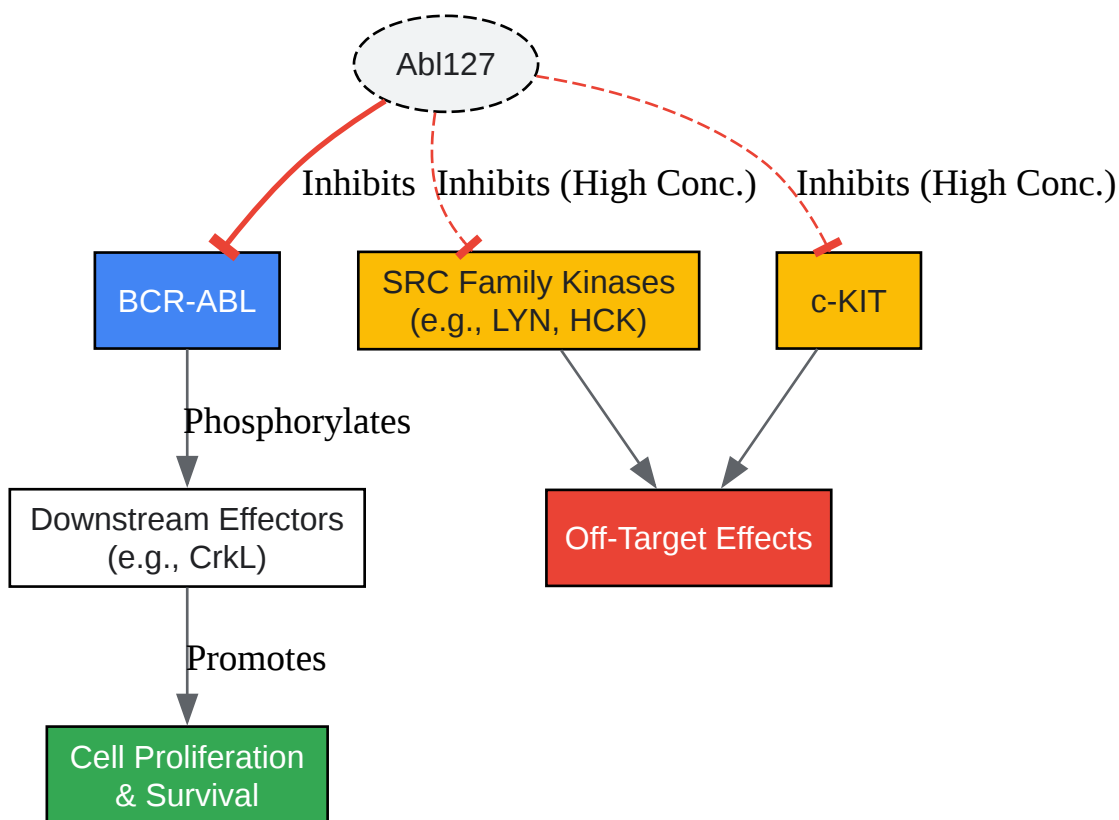 Abl127
Inhibits
Inhibits (High Conc.)
Inhibits (High Conc.)
BCR-ABL
SRC Family Kinases
(e.g., LYN, HCK)
c-KIT
Phosphorylates
Downstream Effectors
(e.g., CrkL)
Off-Target Effects
Promotes
Cell Proliferation
& Survival